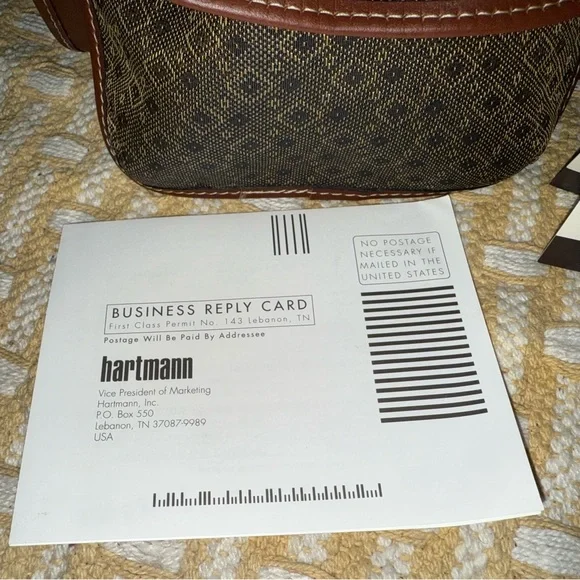 NO POSTAGE
NECESSARY IF
MAILED IN THE
UNITED STATES
BUSINESS REPLY CARD
First Class Permit No. 143 Lebanon, TN
Postage Will Be Paid By Addressee
hartmann
Vice President of Marketing
Hartmann, Inc.
P.O. Box 550
Lebanon, TN 37087-9989
USA